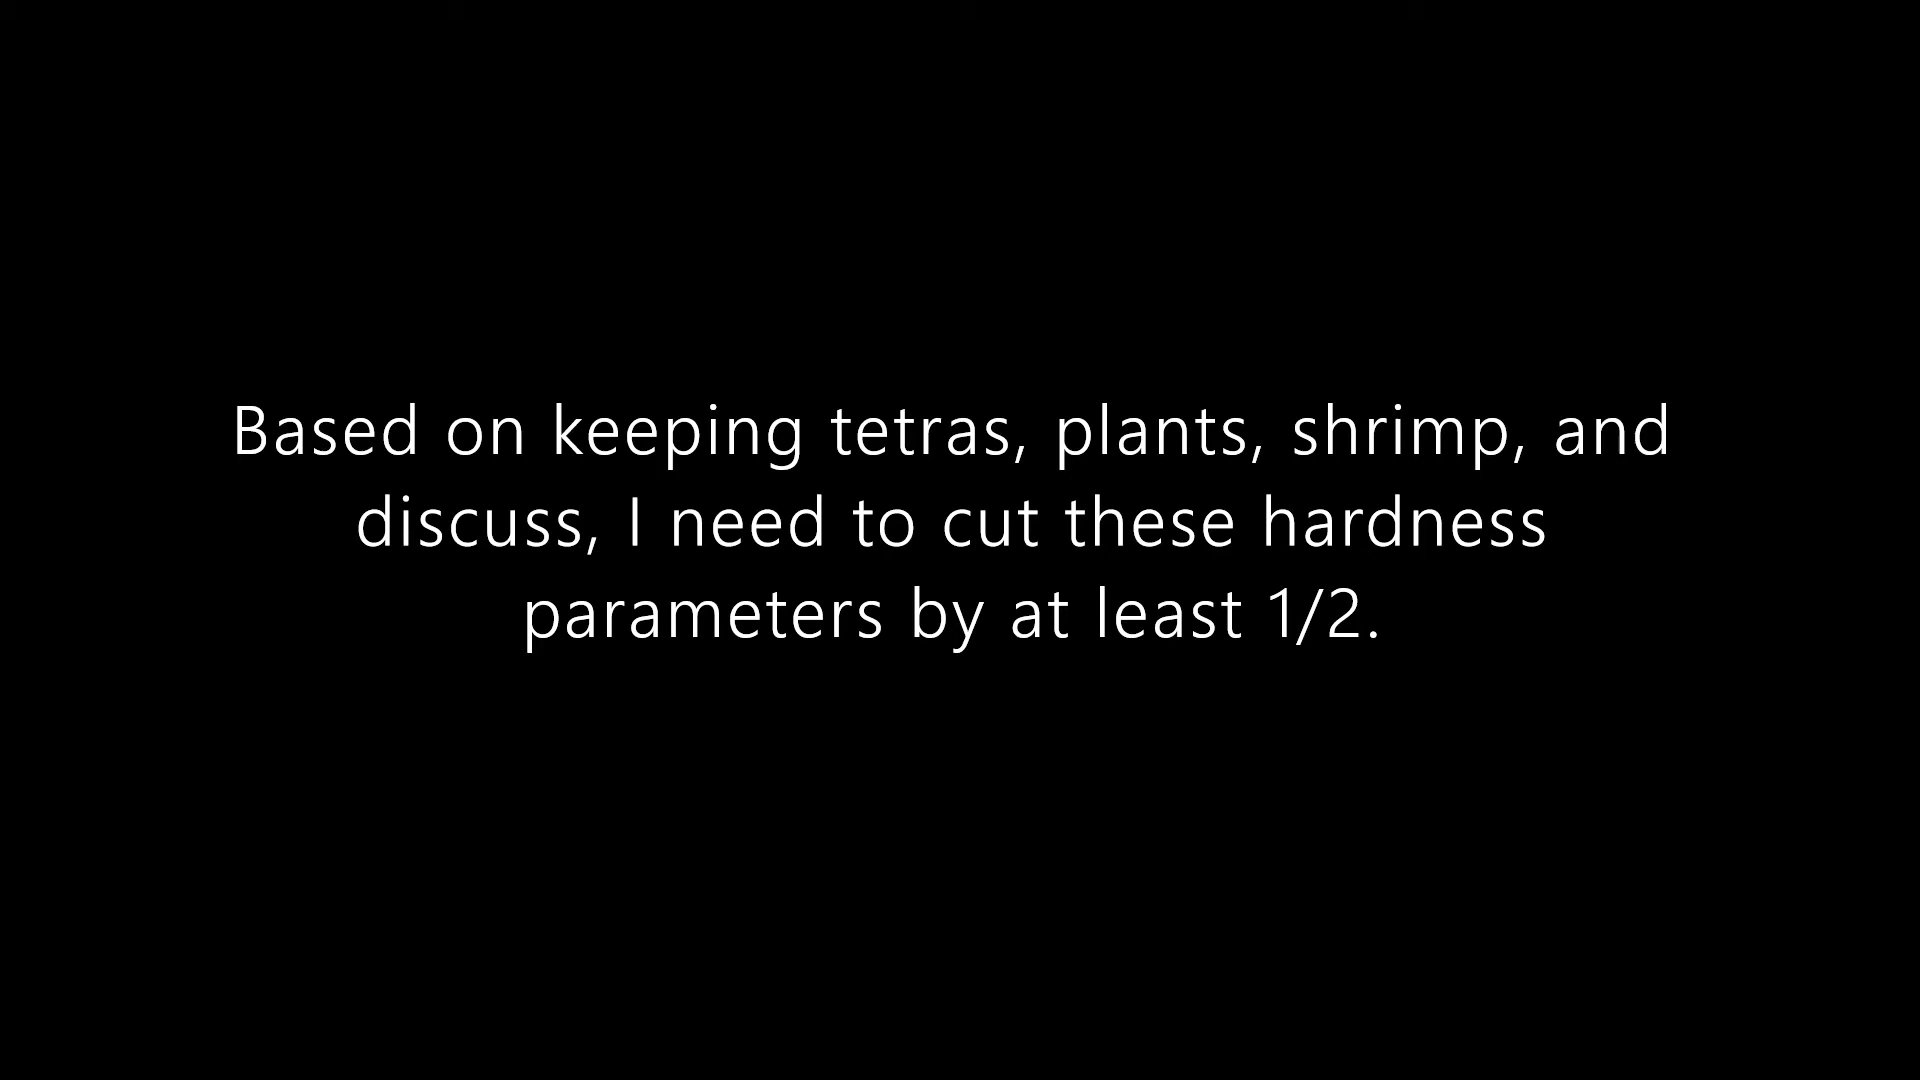 Based on keeping tetras, plants, shrimp, and
discuss, I need to cut these hardness
parameters by at least 1/2.